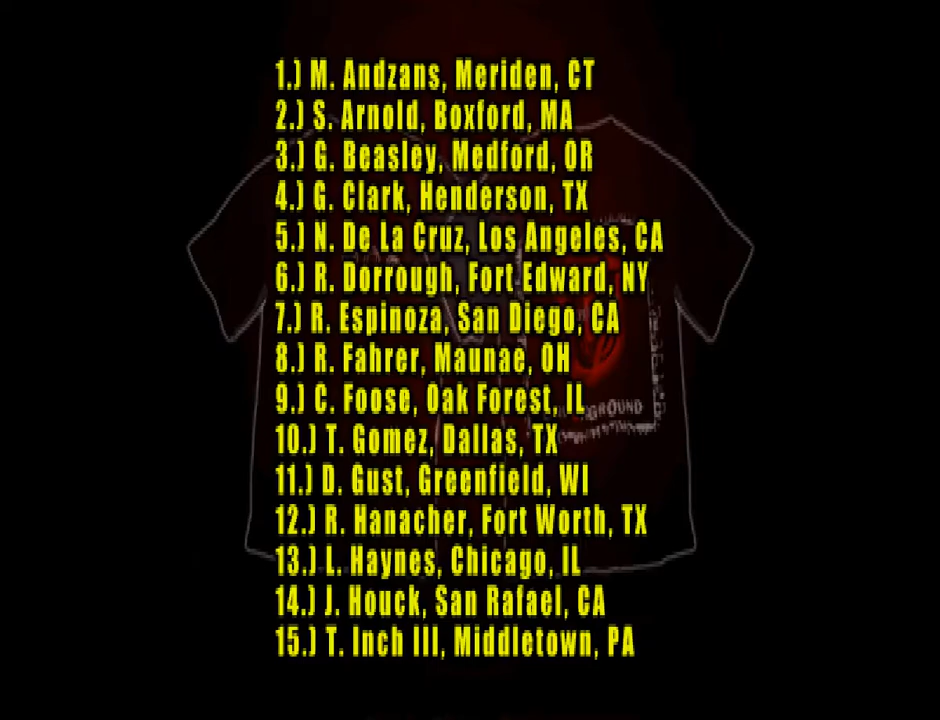 1.) M. Andzans, Meriden, CT
2.) S. Arnold, Boxford, MA
3.) G. Beasley, Medford, OR
4.) G. Clark, Henderson, TX
5.) N. De La Cruz, Los Angeles, CA
6.) R. Dorrough, Fort Edward, NY
7.) R. Espinoza, San Diego, CA
8.) R. Fahrer, Maunae, OH
9.) C. Foose, Oak Forest, IL
10.) T. Gomez, Dallas, TX
11.) D. Gust, Greenfield, WI
12.) R. Hanacher, Fort Worth, TX
13.) L. Haynes, Chicago, IL
14.) J. Houck, San Rafael, CA
15.) T. Inch III, Middletown, PA